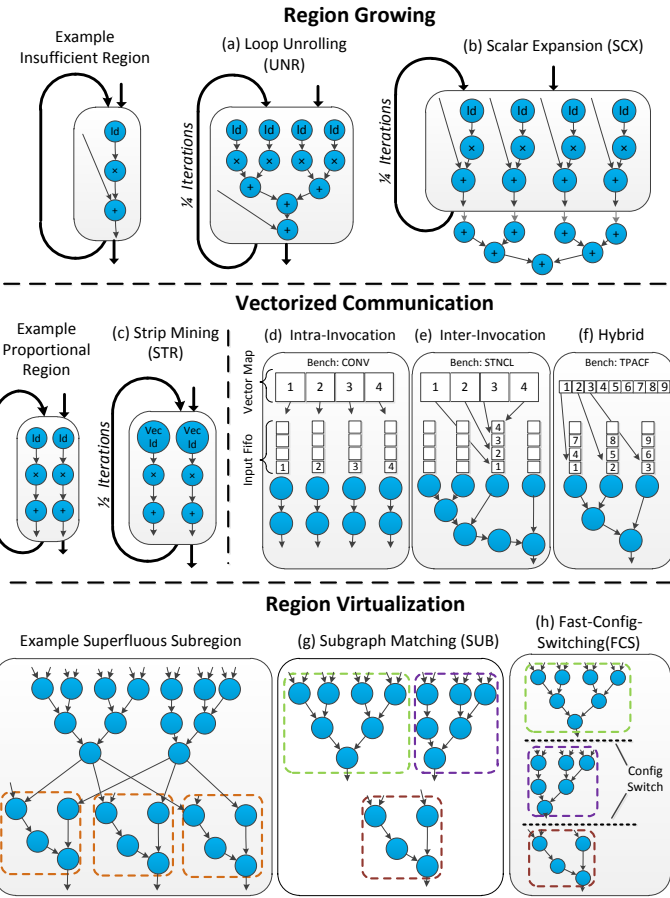 Region Growing
Example
Insufficient Region
ld
×
+
(a) Loop Unrolling
(UNR)
¼ Iterations
ld ld ld ld
× × × ×
+ +
+
+
(b) Scalar Expansion (SCX)
¼ Iterations
ld ld ld ld
× × × ×
+ + + +
+ + + +
+ +
+
Vectorized Communication
Example
Proportional
Region
ld ld
× ×
+ +
(c) Strip Mining
(STR)
½ Iterations
Vec
ld
Vec
ld
× ×
+ +
(d) Intra-Invocation
Bench: CONV
Vector Map
1 2 3 4
Input Fifo
1 2 3 4
(e) Inter-Invocation
Bench: STNCL
1 2 3 4
4
3
2
1
(f) Hybrid
Bench: TPACF
1 2 3 4 5 6 7 8 9
7 8 9
4 5 6
1 2 3
Region Virtualization
Example Superfluous Subregion
(g) Subgraph Matching (SUB)
(h) Fast-Config-
Switching(FCS)
Config
Switch